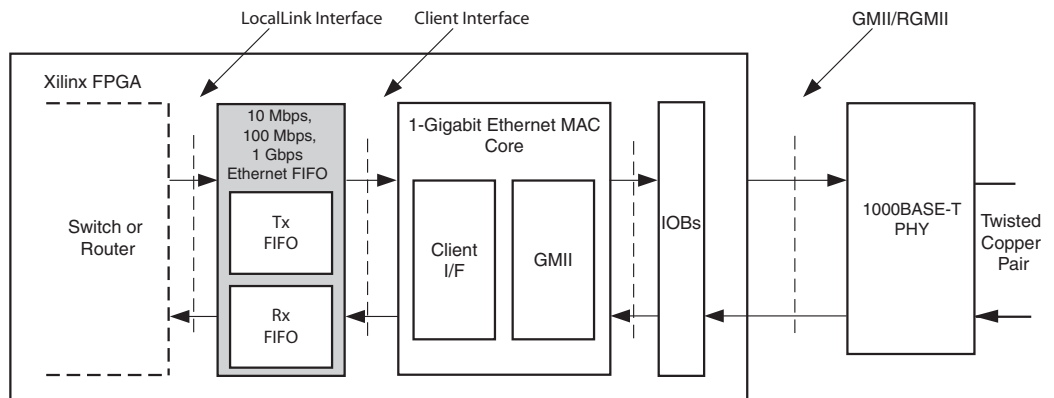 LocalLink Interface
Client Interface
GMII/RGMII
Xilinx FPGA
10 Mbps,
100 Mbps,
1 Gbps
Ethernet FIFO
Tx
FIFO
Rx
FIFO
Switch or
Router
1-Gigabit Ethernet MAC
Core
Client
I/F
GMII
IOBs
1000BASE-T
PHY
Twisted
Copper
Pair